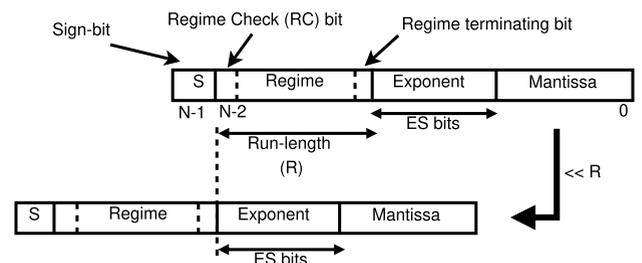 Regime Check (RC) bit
Sign-bit
Regime terminating bit
S Regime Exponent Mantissa
N-1 N-2 0
ES bits
Run-length
(R)
<< R
S Regime Exponent Mantissa
ES bits